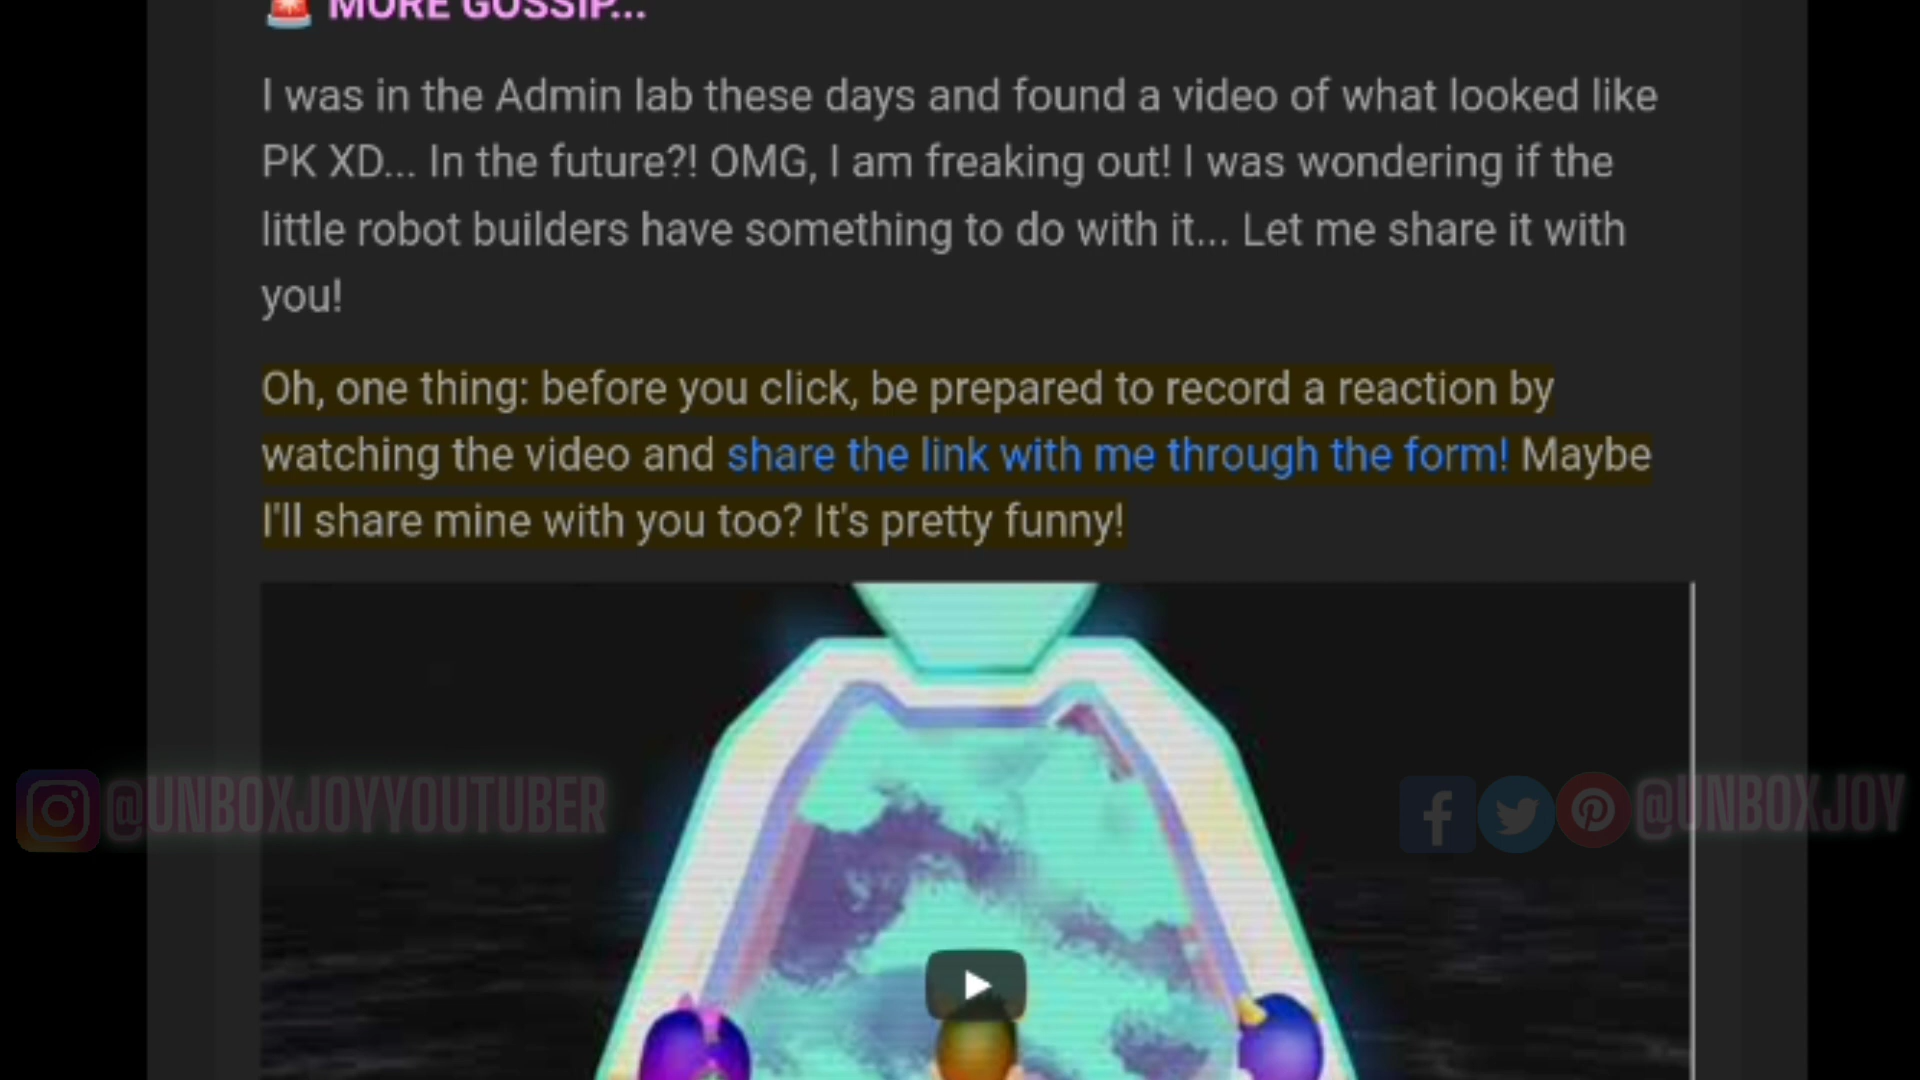 🚨 MORE GOSSIP...
I was in the Admin lab these days and found a video of what looked like
PK XD... In the future?! OMG, I am freaking out! I was wondering if the
little robot builders have something to do with it... Let me share it with
you!
Oh, one thing: before you click, be prepared to record a reaction by
watching the video and share the link with me through the form! Maybe
I'll share mine with you too? It's pretty funny!
@UNBOXJOYYOUTUBER
@UNBOXJOY